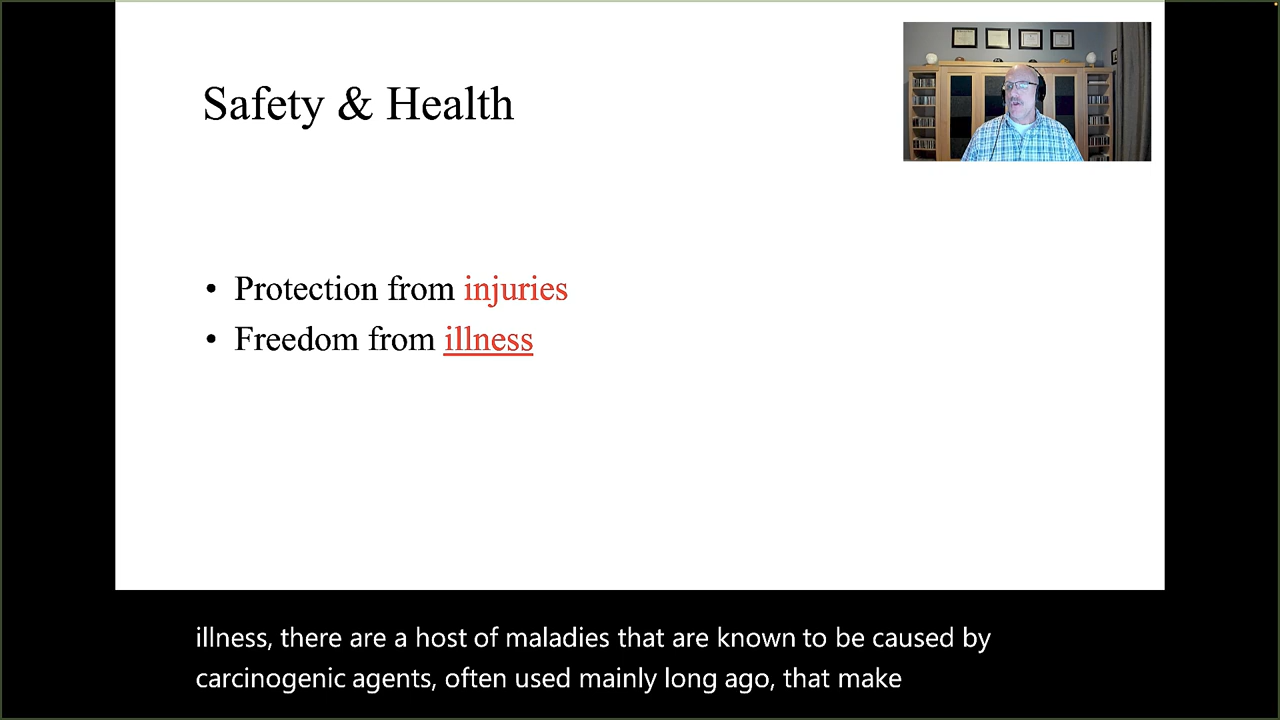 Safety & Health
• Protection from injuries
• Freedom from illness
illness, there are a host of maladies that are known to be caused by
carcinogenic agents, often used mainly long ago, that make